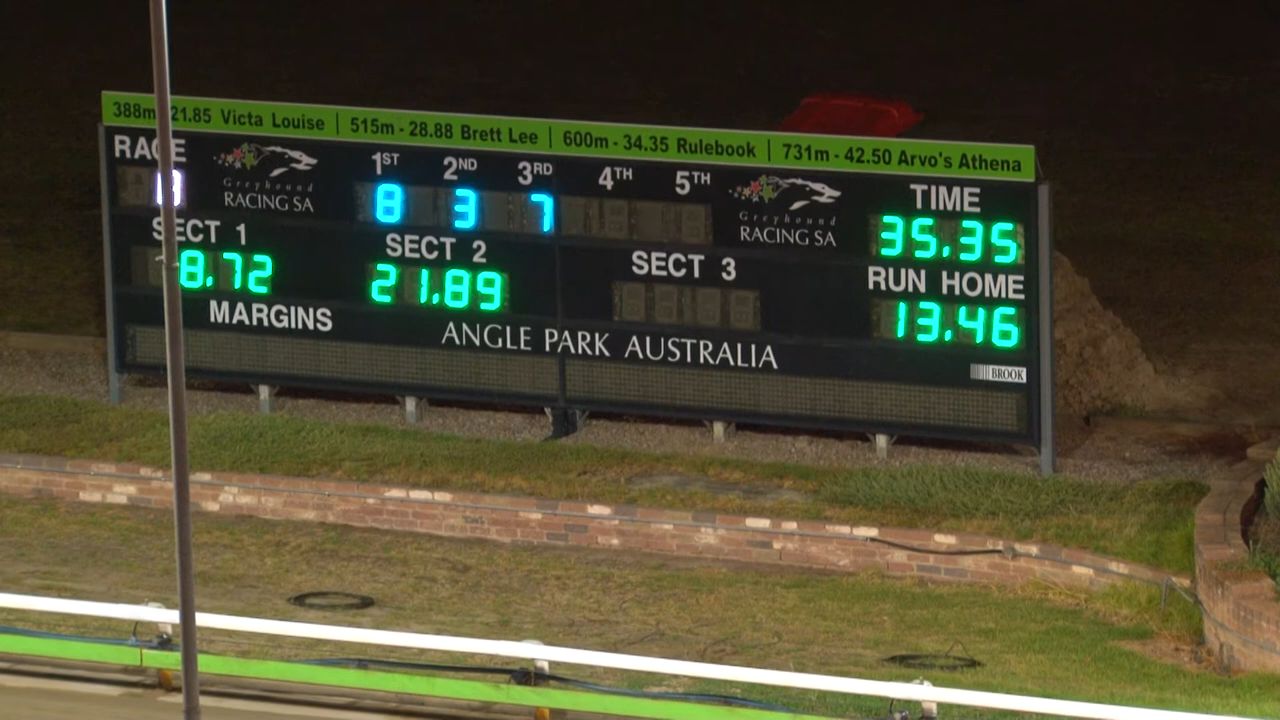 388m 21.85 Victa Louise | 515m - 28.88 Brett Lee | 600m - 34.35 Rulebook | 731m - 42.50 Arvo's Athena
RACE
Greyhound
RACING SA
1ST 2ND 3RD 4TH 5TH
8 3 7
Greyhound
RACING SA
TIME
35.35
SECT 1
8.72
SECT 2
21.89
SECT 3
RUN HOME
13.46
MARGINS
ANGLE PARK AUSTRALIA
BROOK